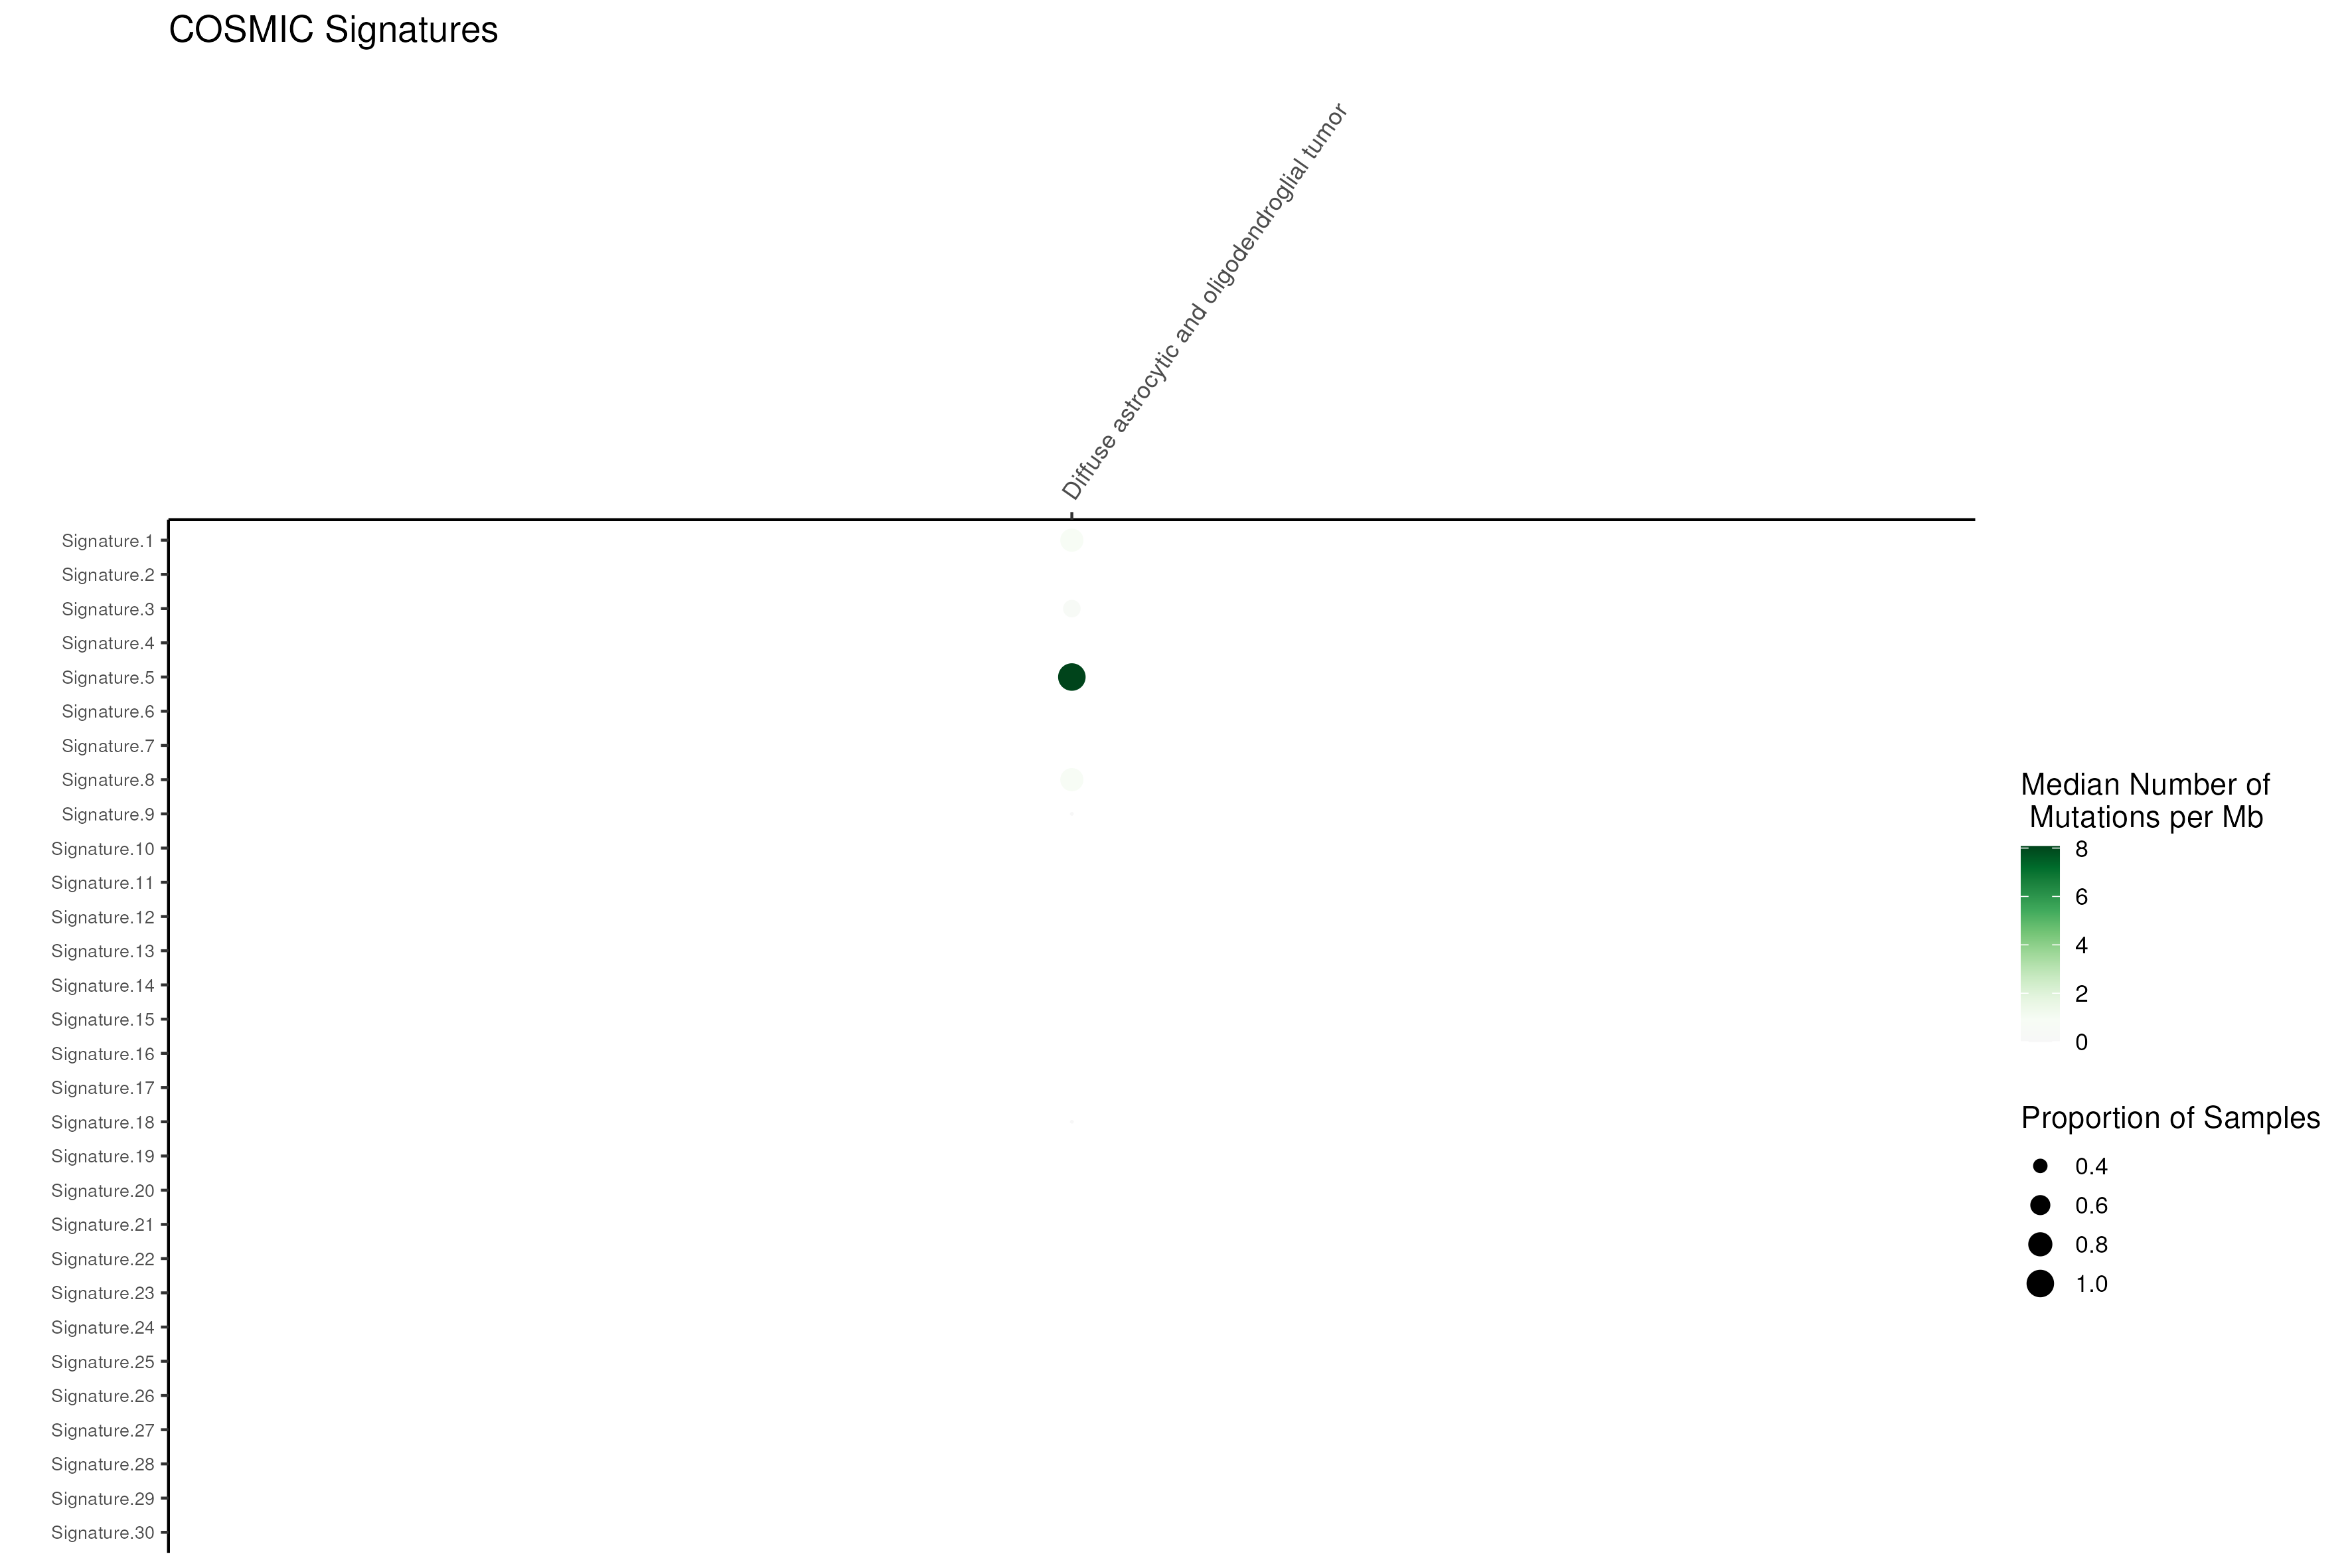 COSMIC Signatures
Diffuse astrocytic and oligodendroglial tumor
Signature.1
Signature.2
Signature.3
Signature.4
Signature.5
Signature.6
Signature.7
Signature.8
Signature.9
Signature.10
Signature.11
Signature.12
Signature.13
Signature.14
Signature.15
Signature.16
Signature.17
Signature.18
Signature.19
Signature.20
Signature.21
Signature.22
Signature.23
Signature.24
Signature.25
Signature.26
Signature.27
Signature.28
Signature.29
Signature.30
Median Number of
Mutations per Mb
8
6
4
2
0
Proportion of Samples
0.4
0.6
0.8
1.0